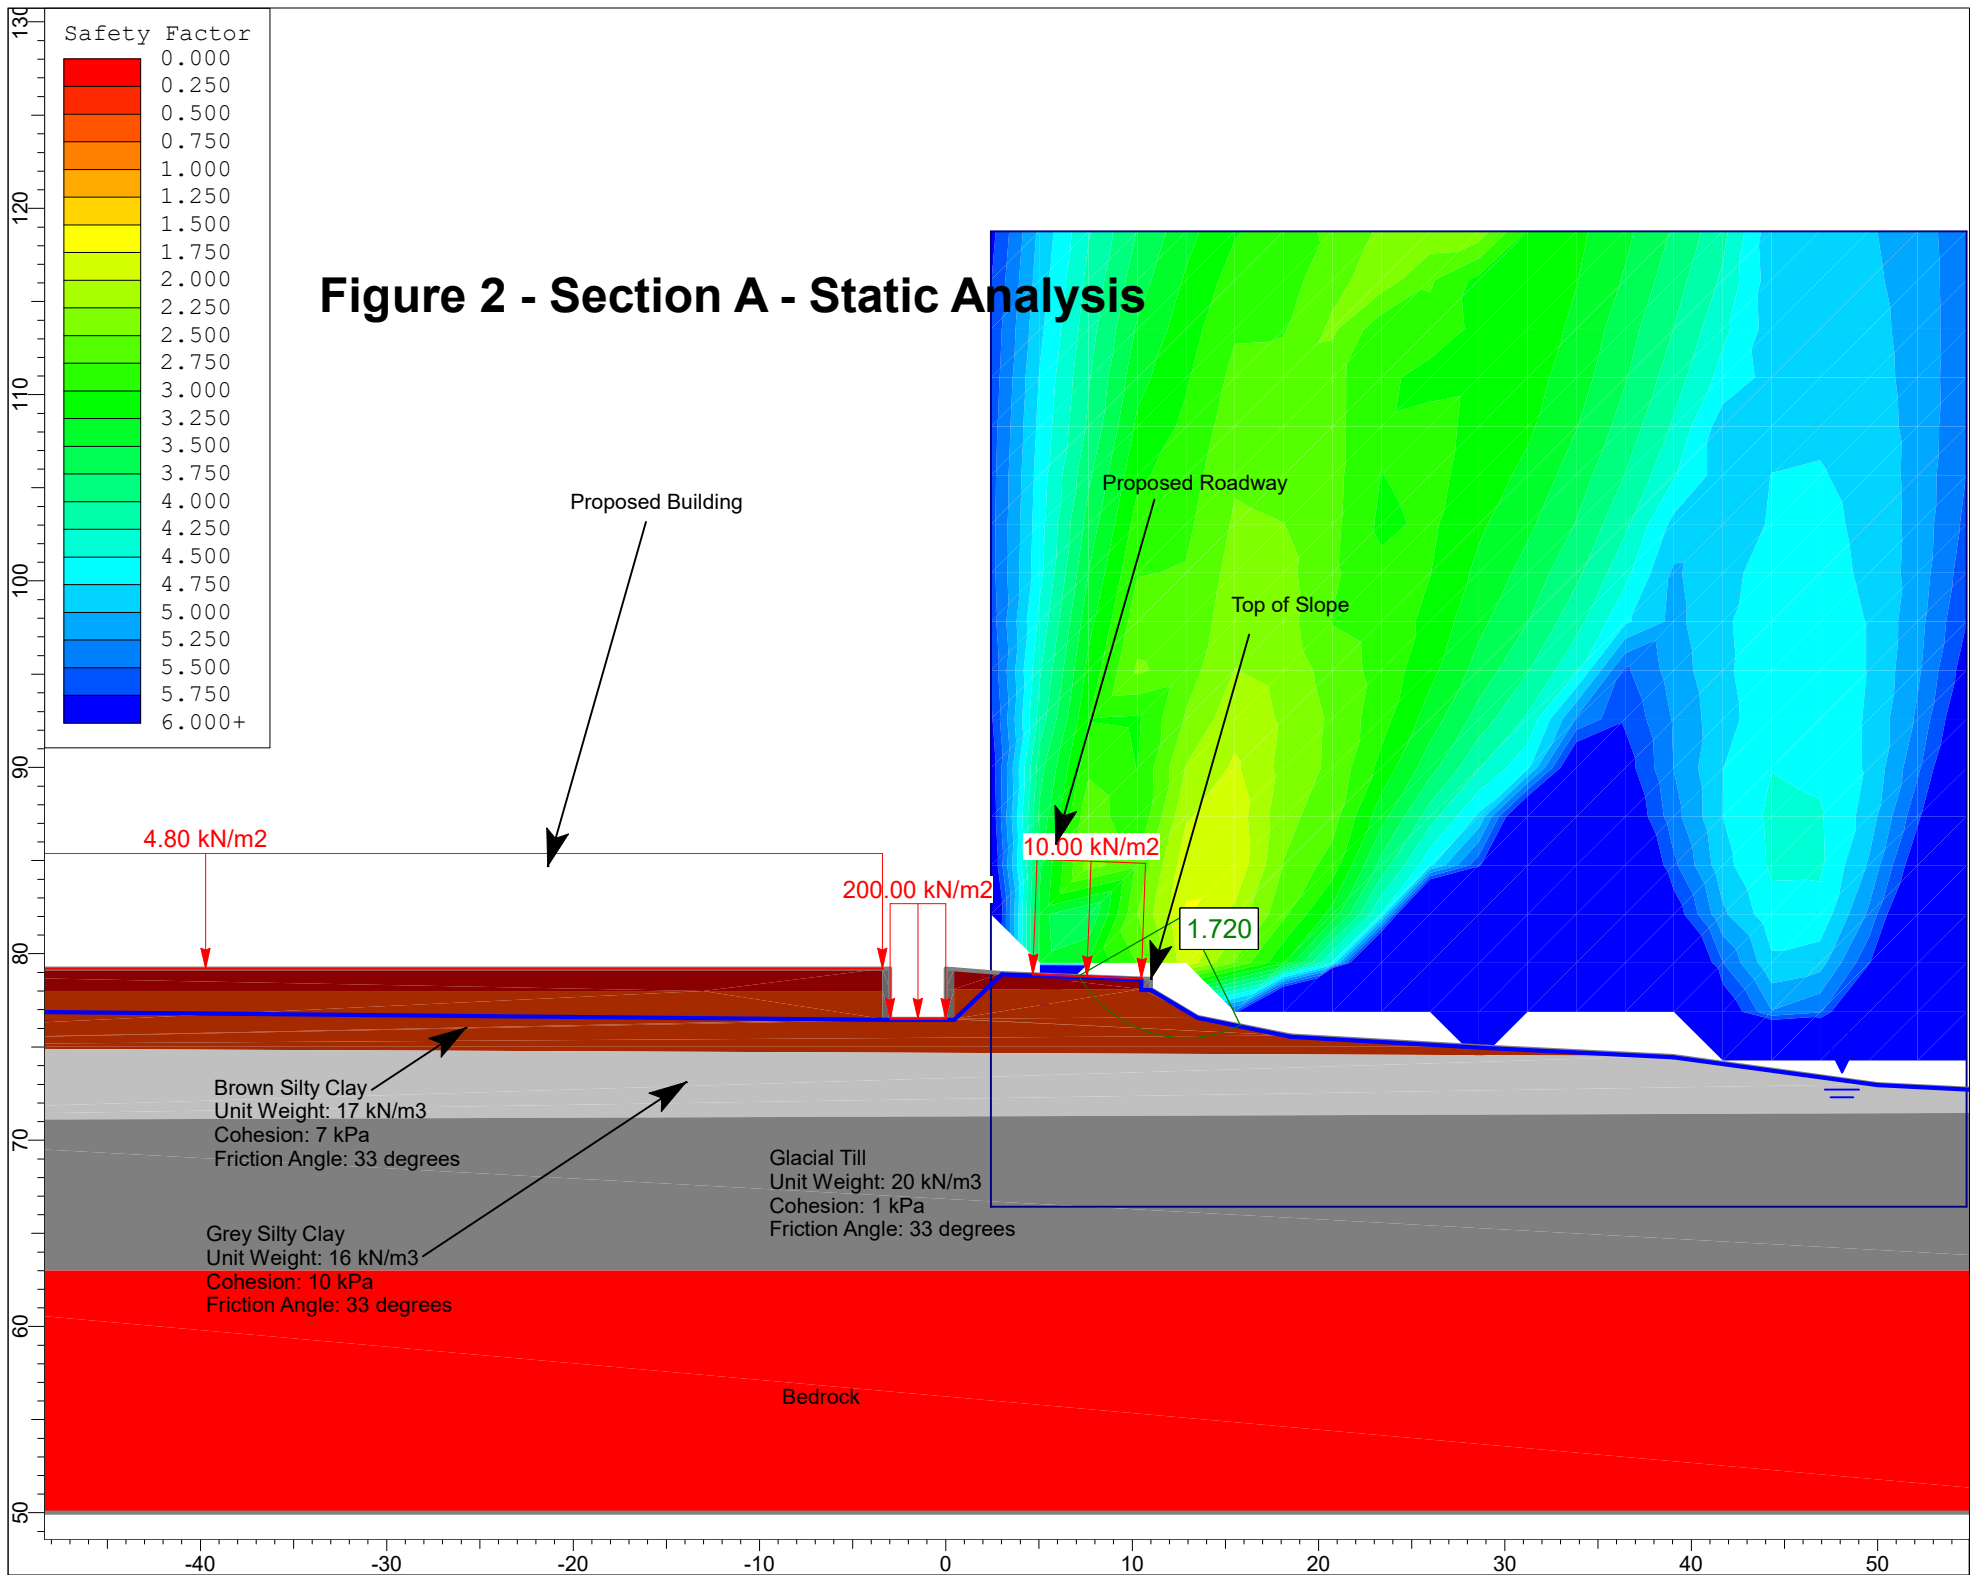 Safety Factor
0.000
0.250
0.500
0.750
1.000
1.250
1.500
1.750
2.000
2.250
2.500
2.750
3.000
3.250
3.500
3.750
4.000
4.250
4.500
4.750
5.000
5.250
5.500
5.750
6.000+
Figure 2 - Section A - Static Analysis
Proposed Building
Proposed Roadway
Top of Slope
4.80 kN/m2
200.00 kN/m2
10.00 kN/m2
1.720
Brown Silty Clay
Unit Weight: 17 kN/m3
Cohesion: 7 kPa
Friction Angle: 33 degrees
Grey Silty Clay
Unit Weight: 16 kN/m3
Cohesion: 10 kPa
Friction Angle: 33 degrees
Glacial Till
Unit Weight: 20 kN/m3
Cohesion: 1 kPa
Friction Angle: 33 degrees
Bedrock
130
120
110
100
90
80
70
60
50
-40
-30
-20
-10
0
10
20
30
40
50